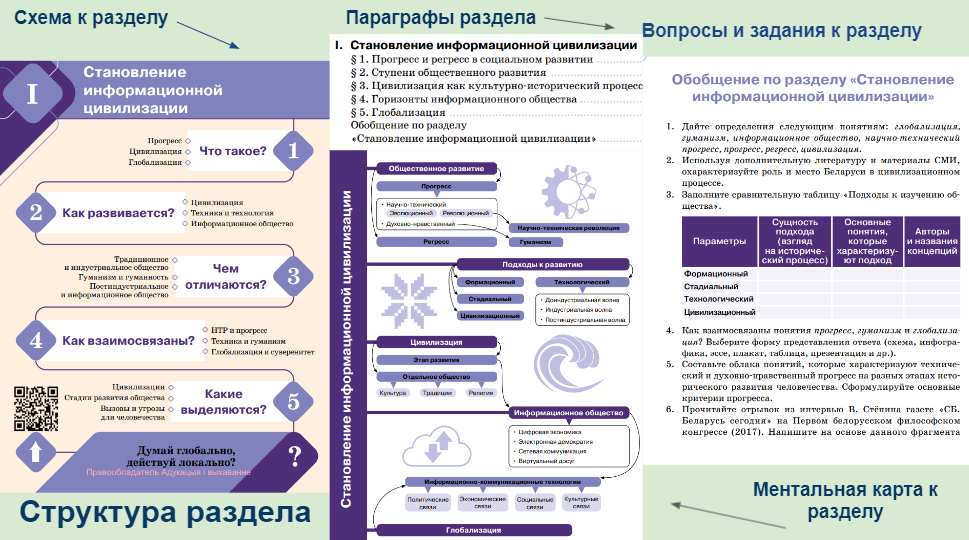 Схема к разделу
Параграфы раздела
Вопросы и задания к разделу
I
Становление
информационной
цивилизации
Прогресс
Цивилизация
Глобализация
Что такое?
1
2
Как развивается?
Цивилизация
Техника и технология
Информационное общество
Традиционное
и индустриальное общество
Гуманизм и гуманность
Постиндустриальное
и информационное общество
Чем
отличаются?
3
4
Как взаимосвязаны?
НТР и прогресс
Техника и гуманизм
Глобализация и суверенитет
Цивилизации
Стадии развития общества
Вызовы и угрозы
для человечества
Какие
выделяются?
5
Думай глобально,
действуй локально?
?
Правообладатель Адукацыя і выхаванне
Структура раздела
I. Становление информационной цивилизации
§ 1. Прогресс и регресс в социальном развитии
§ 2. Ступени общественного развития
§ 3. Цивилизация как культурно-исторический процесс
§ 4. Горизонты информационного общества
§ 5. Глобализация
Обобщение по разделу
«Становление информационной цивилизации»
Становление информационной цивилизации
Общественное развитие
Прогресс
• Научно-технический
Эволюционный Революционный
• Духовно-нравственный
Научно-техническая революция
Регресс
Гуманизм
Подходы к развитию
Формационный
Технологический
Стадиальный
Цивилизационный
• Доиндустриальная волна
• Индустриальная волна
• Постиндустриальная волна
Цивилизация
Этап развития
Отдельное общество
Культура Традиции Религия
Информационное общество
• Цифровая экономика
• Электронная демократия
• Сетевая коммуникация
• Виртуальный досуг
Информационно-коммуникационные технологии
Политические
связи
Экономические
связи
Социальные
связи
Культурные
связи
Глобализация
Обобщение по разделу «Становление
информационной цивилизации»
1. Дайте определения следующим понятиям: глобализация,
гуманизм, информационное общество, научно-технический
прогресс, прогресс, регресс, цивилизация.
2. Используя дополнительную литературу и материалы СМИ,
охарактеризуйте роль и место Беларуси в цивилизационном
процессе.
3. Заполните сравнительную таблицу «Подходы к изучению об-
щества».
Параметры
Сущность
подхода
(взгляд
на историче-
ский процесс)
Основные
понятия,
которые
характеризу-
ют подход
Авторы
и названия
концепций
Формационный
Стадиальный
Технологический
Цивилизационный
4. Как взаимосвязаны понятия прогресс, гуманизм и глобализа-
ция? Выберите форму представления ответа (схема, инфогра-
фика, эссе, плакат, таблица, презентация и др.).
5. Составьте облака понятий, которые характеризуют техниче-
ский и духовно-нравственный прогресс на разных этапах исто-
рического развития человечества. Сформулируйте основные
критерии прогресса.
6. Прочитайте отрывок из интервью В. Стёпина газете «СБ.
Беларусь сегодня» на Первом белорусском философском
конгрессе (2017). Напишите на основе данного фрагмента
Ментальная карта к
разделу